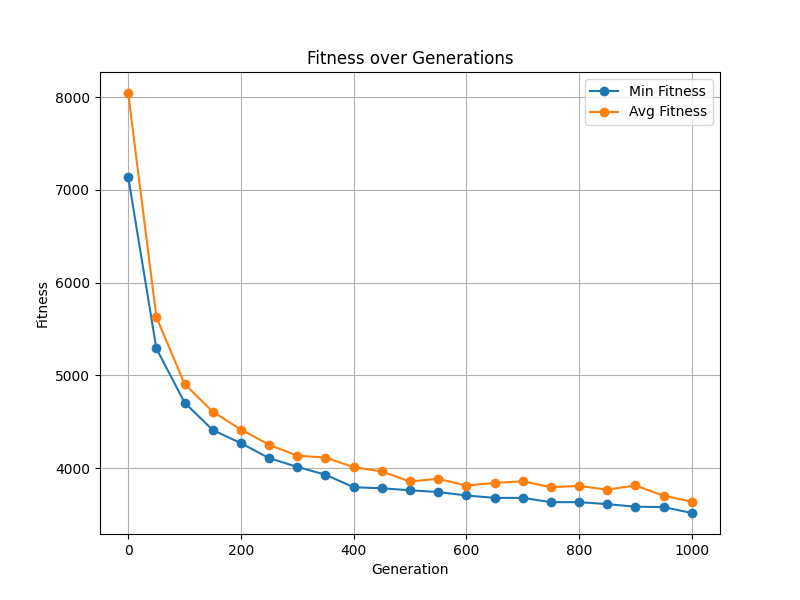 Fitness over Generations
Min Fitness
Avg Fitness
8000
7000
6000
5000
4000
Fitness
0 200 400 600 800 1000
Generation